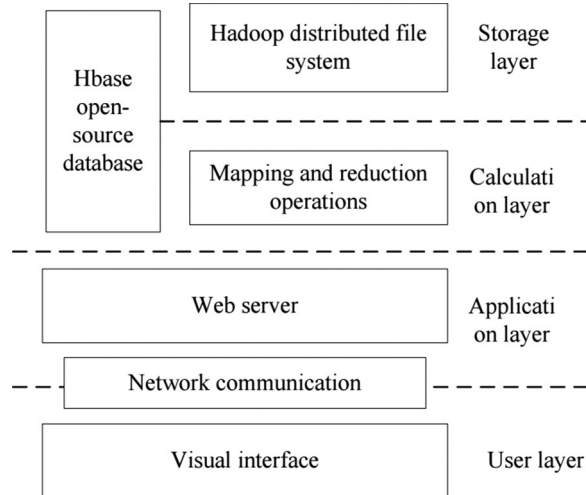 Hbase
open-
source
database
Hadoop distributed file
system
Storage
layer
Mapping and reduction
operations
Calculati
on layer
Web server
Applicati
on layer
Network communication
Visual interface
User layer